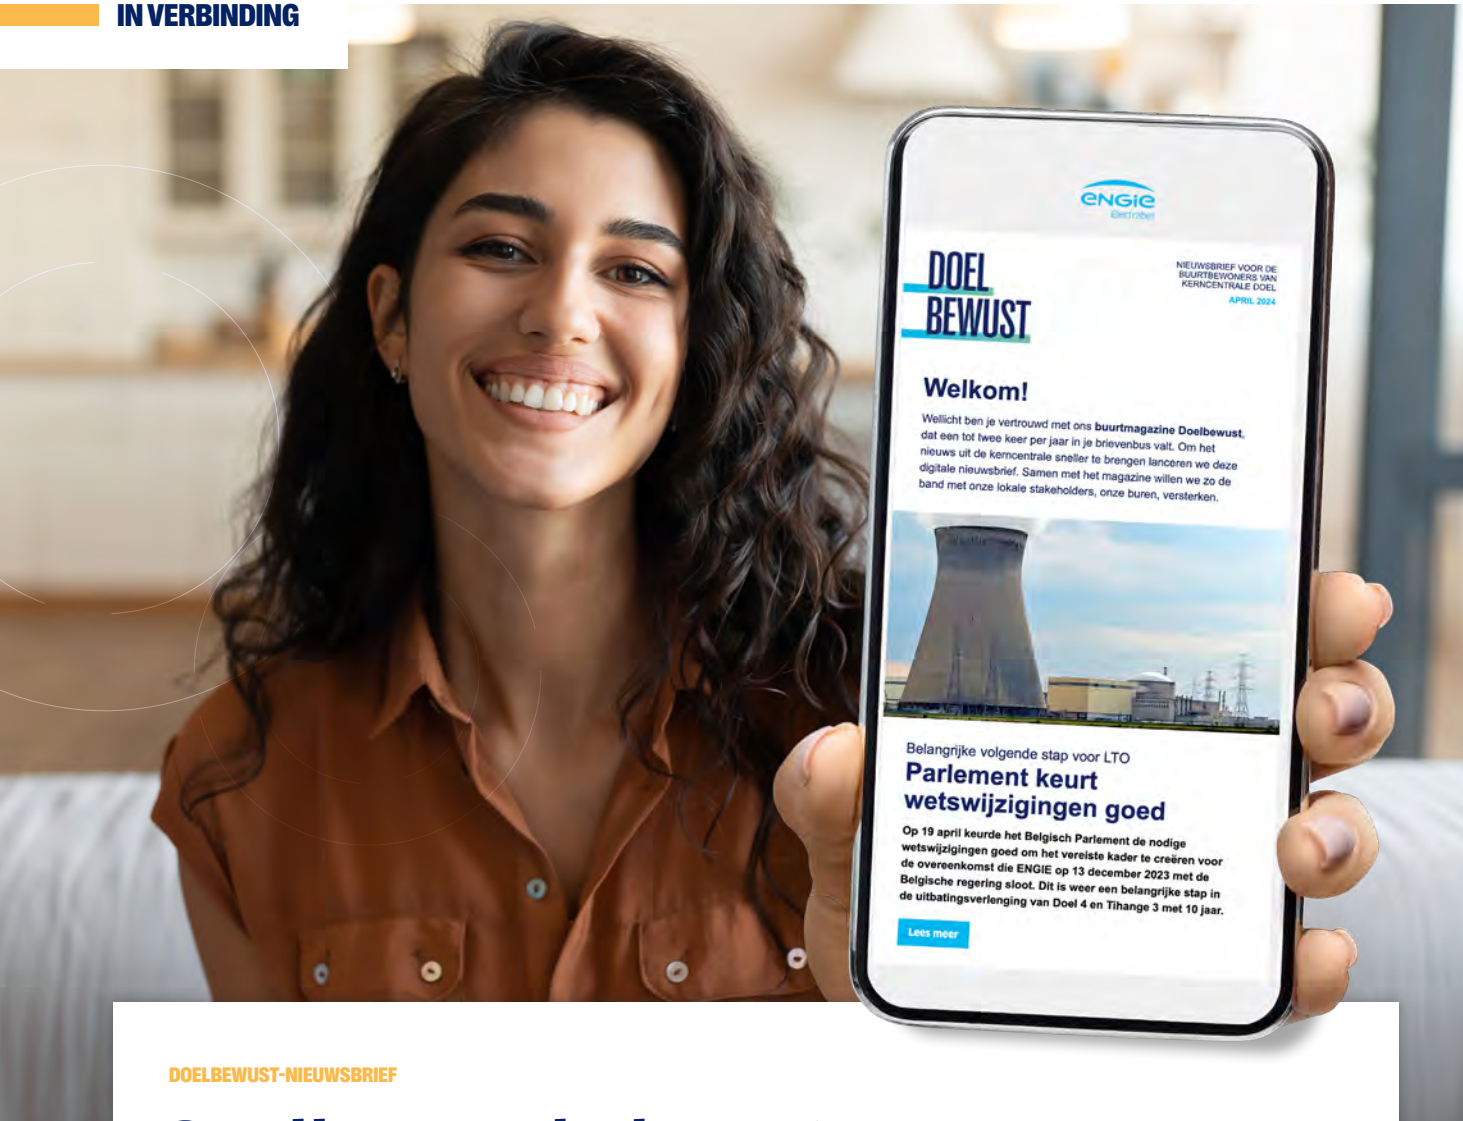 IN VERBINDING
ENGIE
Electrabel
DOEL
BEWUST
NIEUWSBRIEF VOOR DE
BUURTBEWONERS VAN
KERNCENTRALE DOEL
APRIL 2024
Welkom!
Wellicht ben je vertrouwd met ons buurtmagazine Doelbewust,
dat een tot twee keer per jaar in je brievenbus valt. Om het
nieuws uit de kerncentrale sneller te brengen lanceren we deze
digitale nieuwsbrief. Samen met het magazine willen we zo de
band met onze lokale stakeholders, onze buren, versterken.
Belangrijke volgende stap voor LTO
Parlement keurt
wetswijzigingen goed
Op 19 april keurde het Belgisch Parlement de nodige
wetswijzigingen goed om het vereiste kader te creëren voor
de overeenkomst die ENGIE op 13 december 2023 met de
Belgische regering sloot. Dit is weer een belangrijke stap in
de uitbatingsverlenging van Doel 4 en Tihange 3 met 10 jaar.
Lees meer
DOELBEWUST-NIEUWSBRIEF